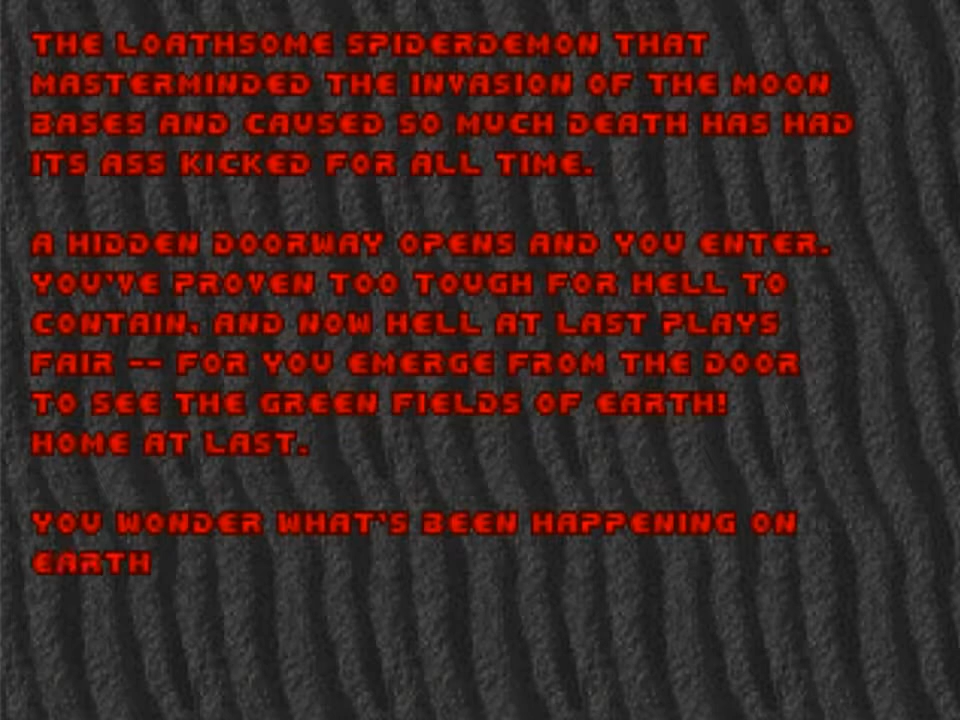 THE LOATHSOME SPIDERDEMON THAT
MASTERMINDED THE INVASION OF THE MOON
BASES AND CAUSED SO MUCH DEATH HAS HAD
ITS ASS KICKED FOR ALL TIME.
A HIDDEN DOORWAY OPENS AND YOU ENTER.
YOU'VE PROVEN TOO TOUGH FOR HELL TO
CONTAIN, AND NOW HELL AT LAST PLAYS
FAIR -- FOR YOU EMERGE FROM THE DOOR
TO SEE THE GREEN FIELDS OF EARTH!
HOME AT LAST.
YOU WONDER WHAT'S BEEN HAPPENING ON
EARTH